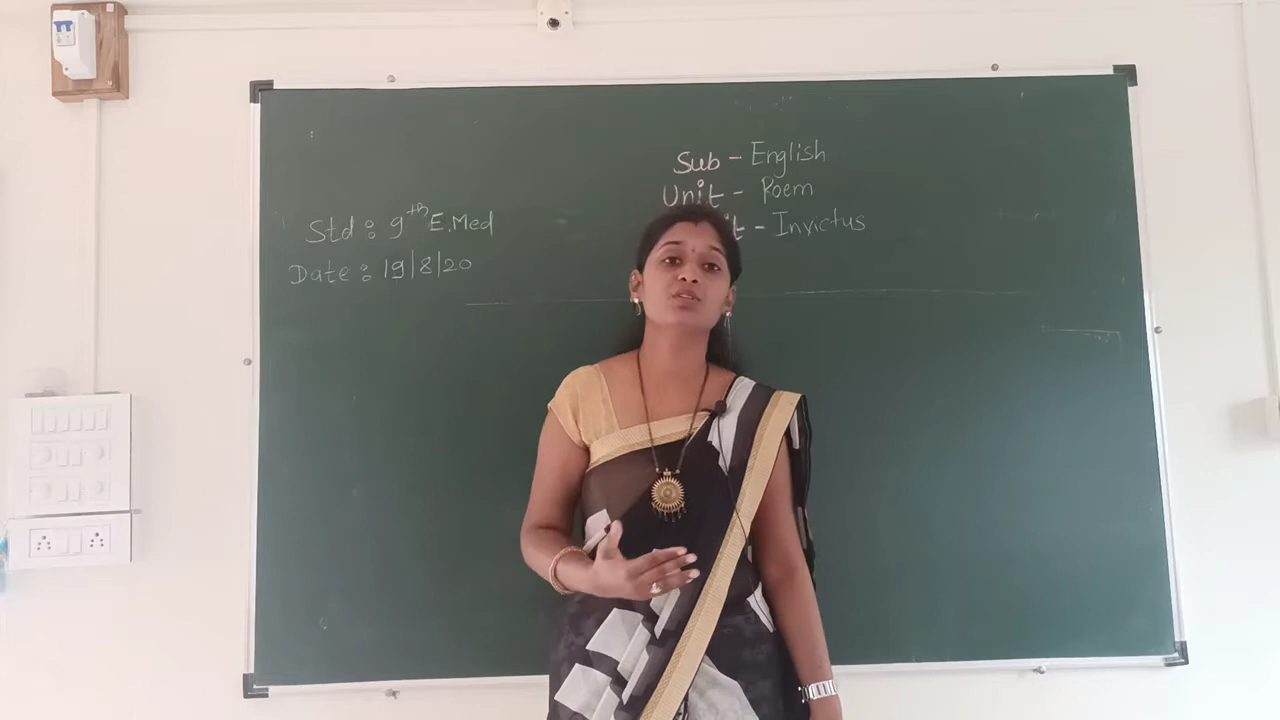 Sub - English
Unit - Poem
- Invictus
Std : 9th E.Med
Date : 19/8/20